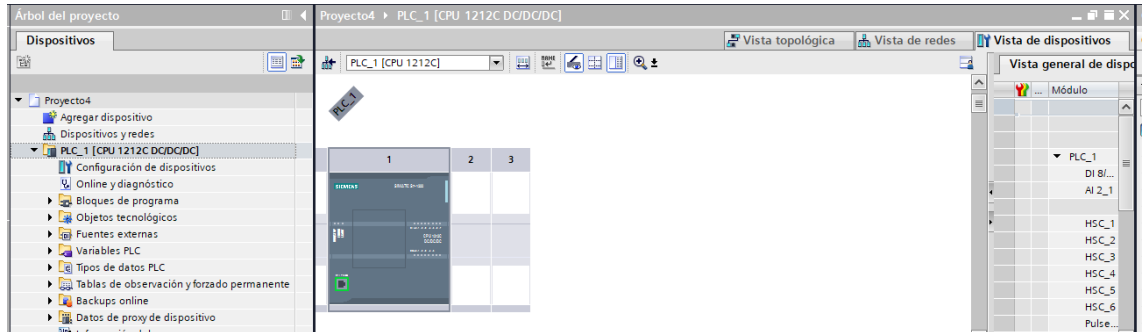 Árbol del proyecto
Dispositivos
Proyecto4
Agregar dispositivo
Dispositivos y redes
PLC_1 [CPU 1212C DC/DC/DC]
Configuración de dispositivos
Online y diagnóstico
Bloques de programa
Objetos tecnológicos
Fuentes externas
Variables PLC
Tipos de datos PLC
Tablas de observación y forzado permanente
Backups online
Datos de proxy de dispositivo
Proyecto4 ▸ PLC_1 [CPU 1212C DC/DC/DC]
Vista topológica
Vista de redes
Vista de dispositivos
PLC_1 [CPU 1212C]
PLC_1
1 2 3
SIEMENS
Vista general de dispo
... Módulo
PLC_1
DI 8/...
AI 2_1
HSC_1
HSC_2
HSC_3
HSC_4
HSC_5
HSC_6
Pulse...